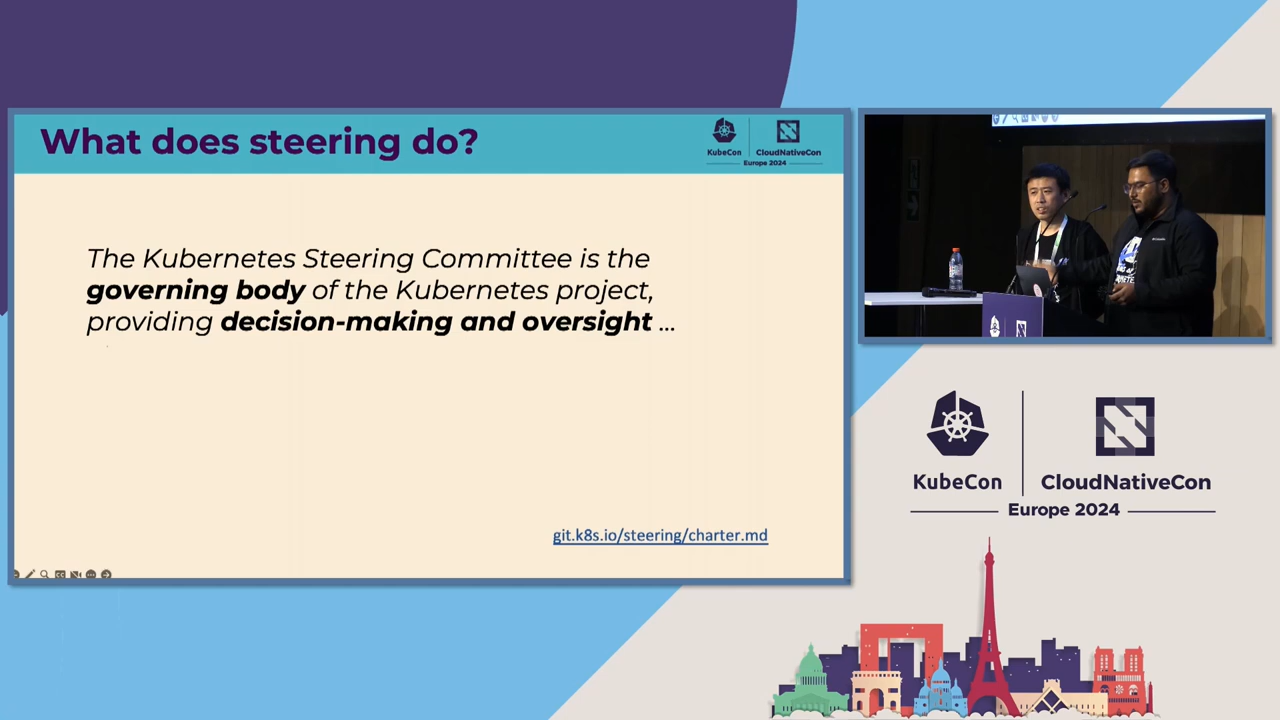 What does steering do?
KubeCon
CloudNativeCon
Europe 2024
The Kubernetes Steering Committee is the
governing body of the Kubernetes project,
providing decision-making and oversight ...
git.k8s.io/steering/charter.md
KubeCon
CloudNativeCon
Europe 2024